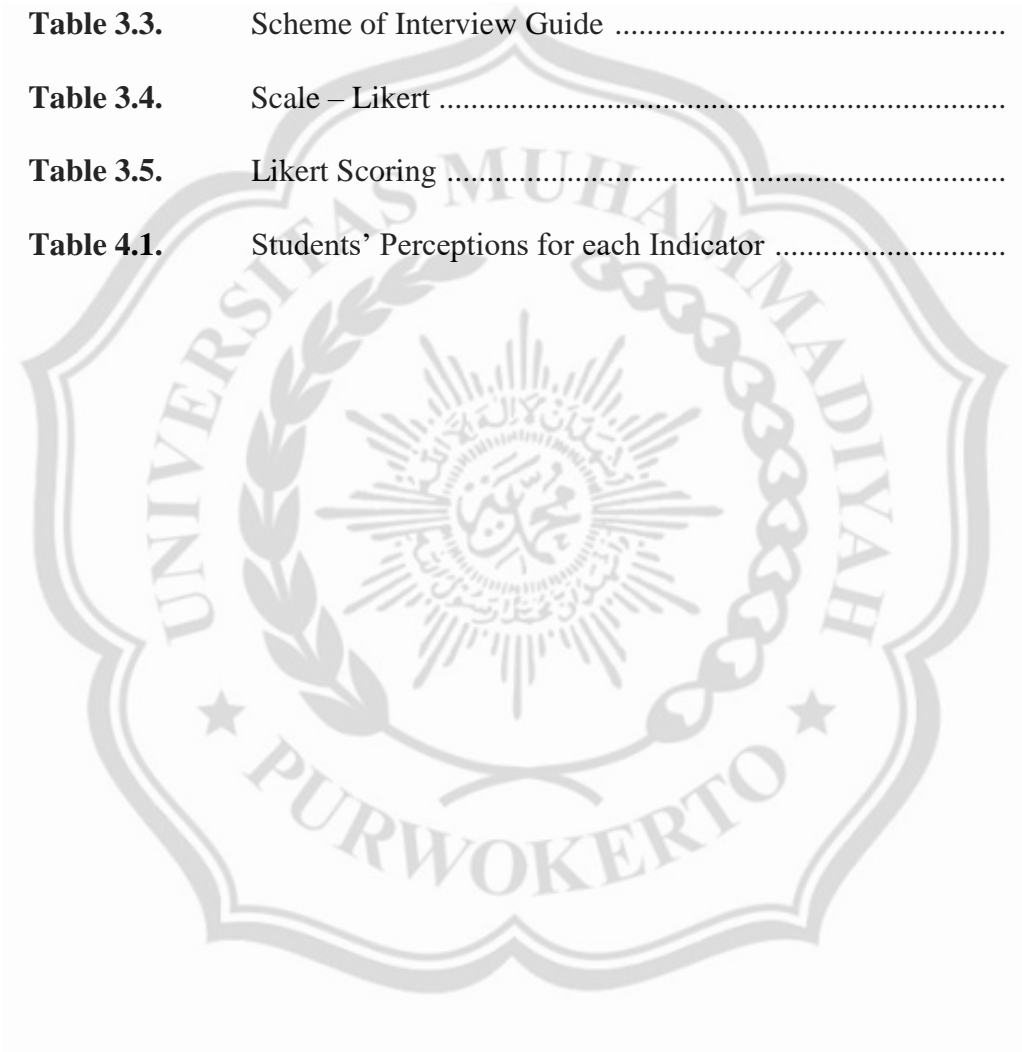 Table 3.3. Scheme of Interview Guide .................................................
Table 3.4. Scale – Likert .......................................................................
Table 3.5. Likert Scoring ......................................................................
Table 4.1. Students’ Perceptions for each Indicator .............................
UNIVERSITAS MUHAMMADIYAH
PURWOKERTO